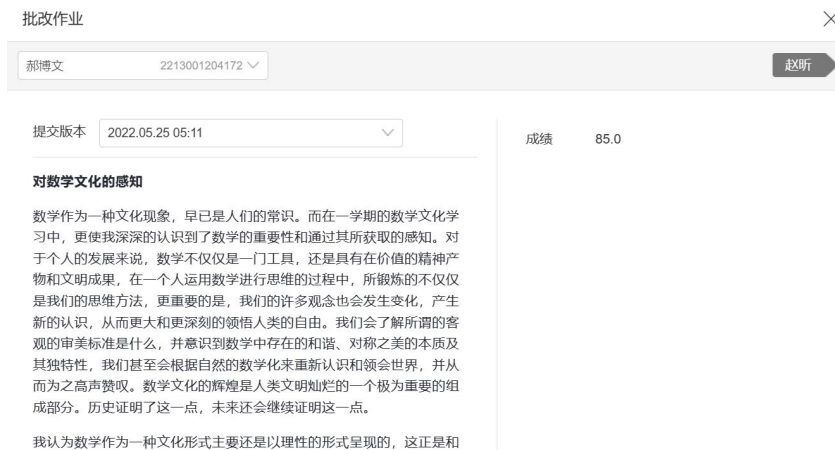 批改作业
郝博文 2213001204172
赵昕
提交版本 2022.05.25 05:11
成绩 85.0
对数学文化的感知
数学作为一种文化现象，早已是人们的常识。而在一学期的数学文化学
习中，更使我深深的认识到了数学的重要性和通过其所获取的感知。对
于个人的发展来说，数学不仅仅是一门工具，还是具有在价值的精神产
物和文明成果，在一个人运用数学进行思维的过程中，所锻炼的不仅仅
是我们的思维方法，更重要的是，我们的许多观念也会发生变化，产生
新的认识，从而更大和更深刻的领悟人类的自由。我们会了解所谓的客
观的审美标准是什么，并意识到数学中存在的和谐、对称之美的本质及
其独特性，我们甚至会根据自然的数学化来重新认识和领会世界，并从
而为之高声赞叹。数学文化的辉煌是人类文明灿烂的一个极为重要的组
成部分。历史证明了这一点，未来还会继续证明这一点。
我认为数学作为一种文化形式主要还是以理性的形式呈现的，这正是和